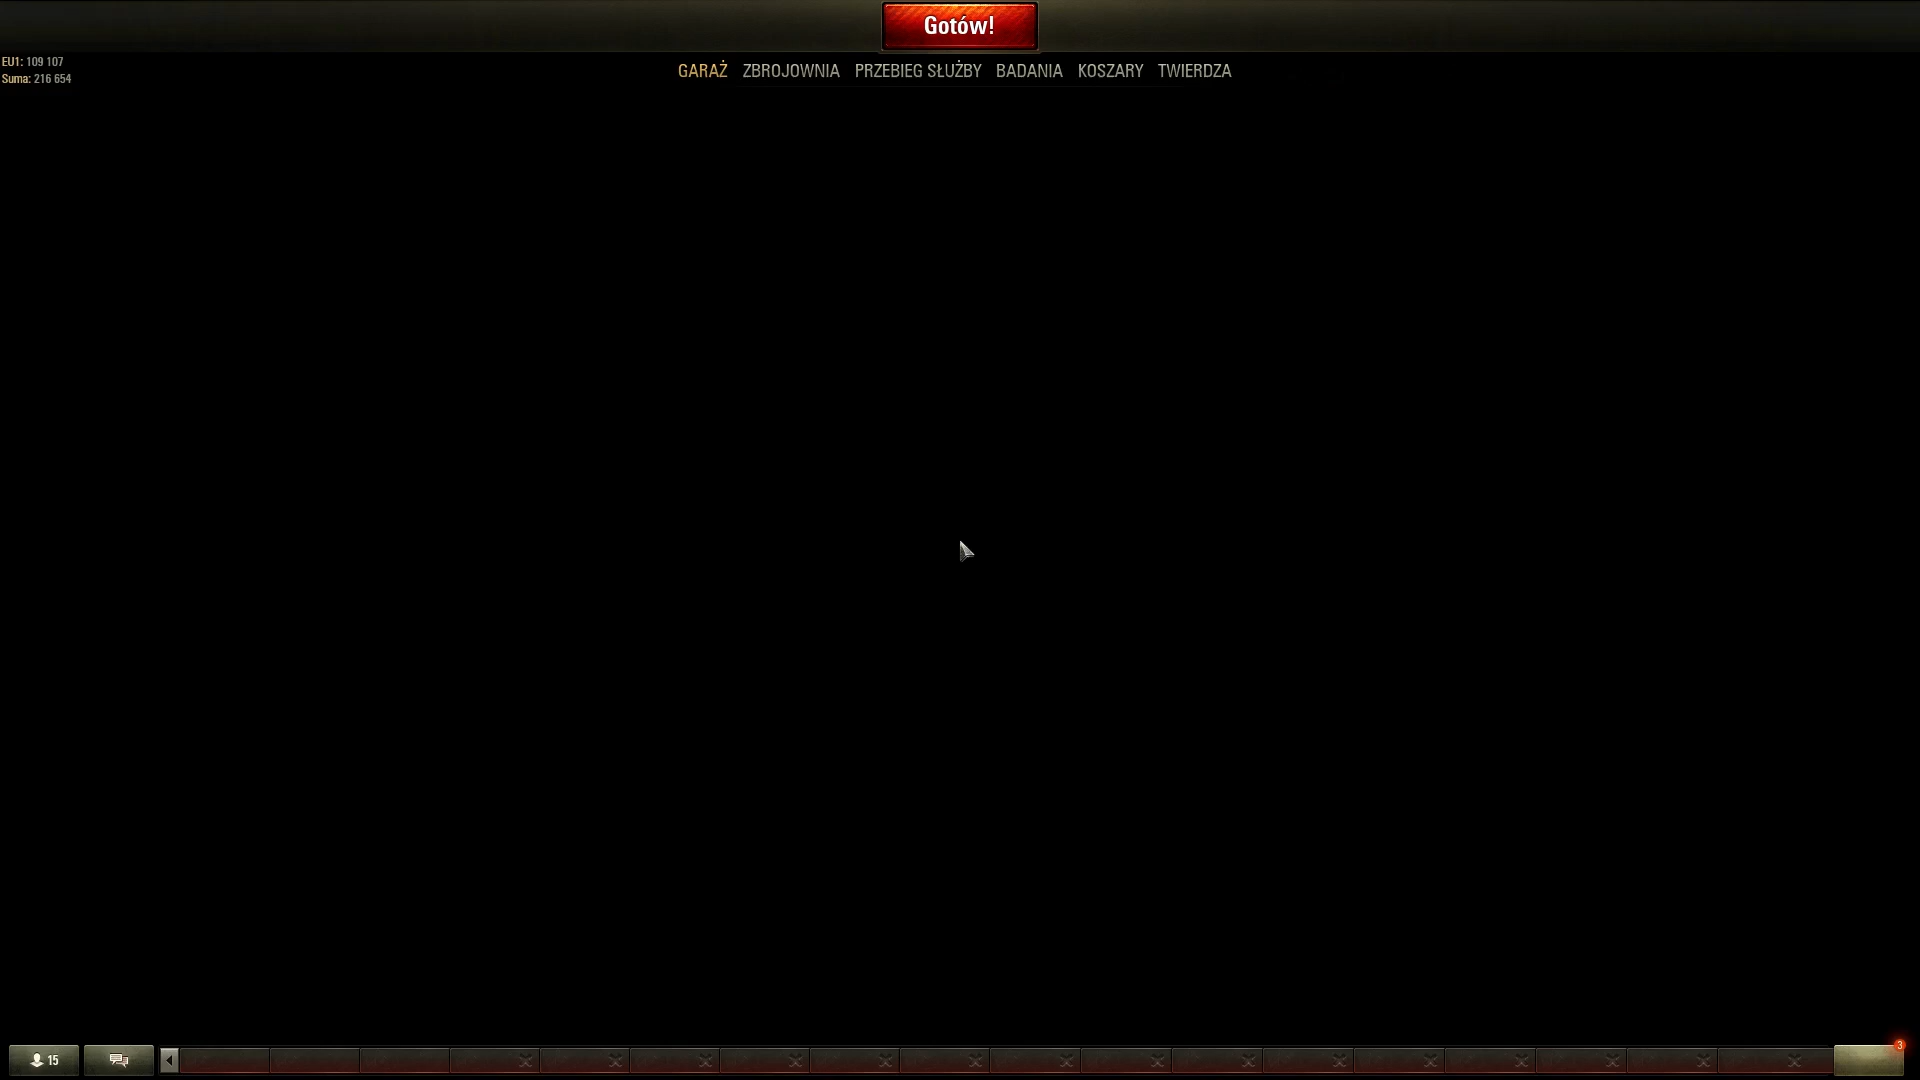 Gotów!
EU1: 109 107
Suma: 216 654
GARAŻ ZBROJOWNIA PRZEBIEG SŁUŻBY BADANIA KOSZARY TWIERDZA
15
3